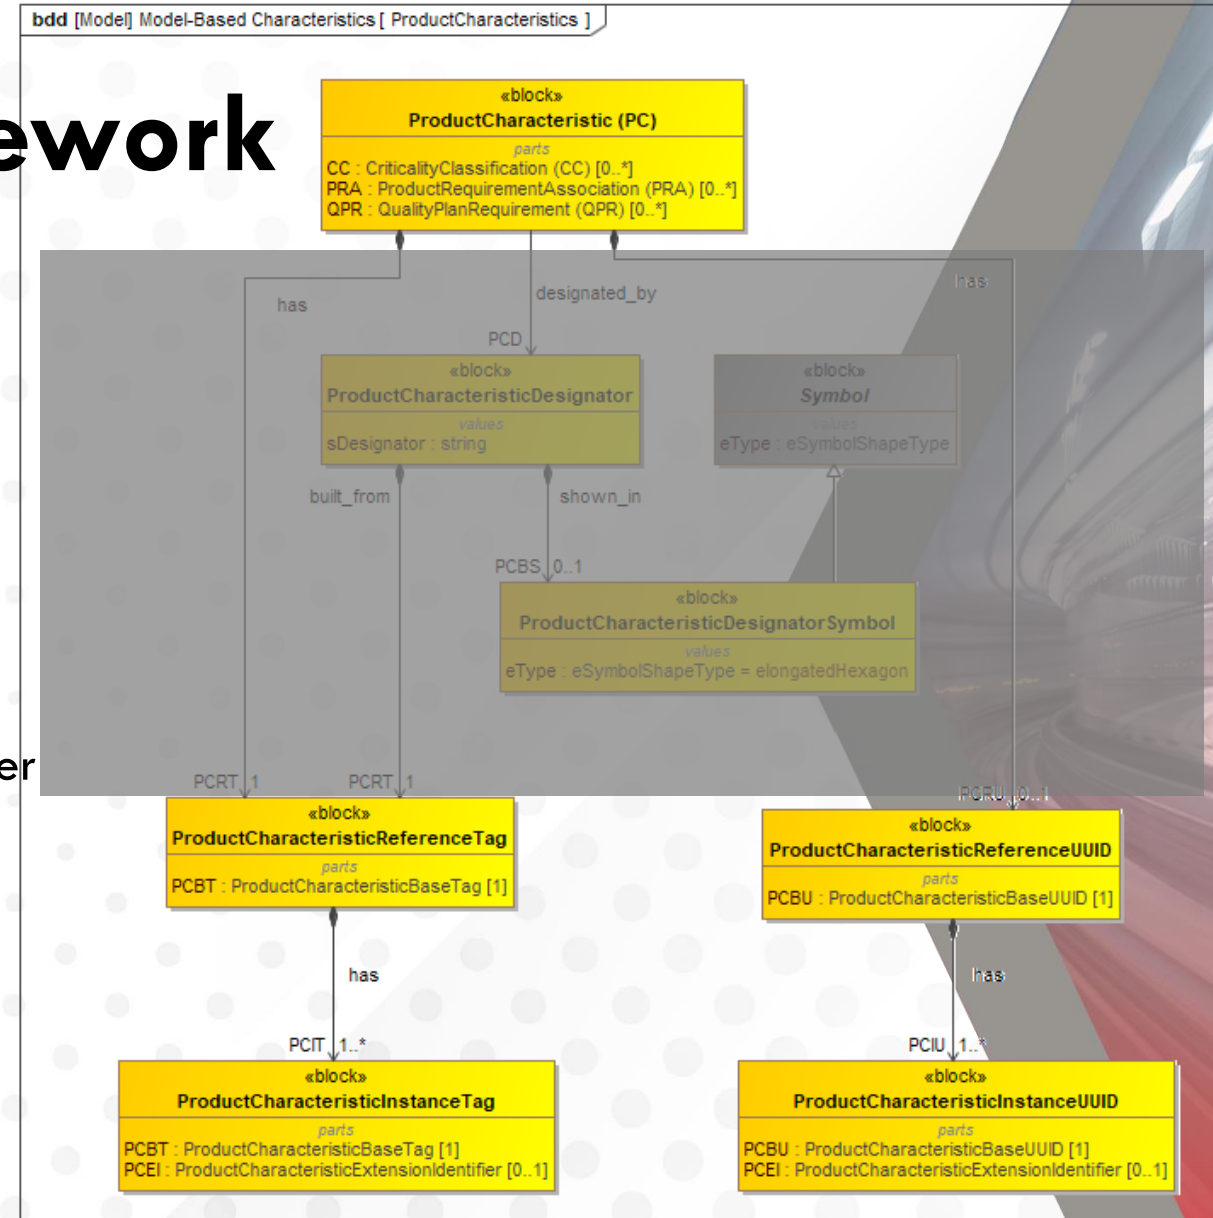 bdd [Model] Model-Based Characteristics [ ProductCharacteristics ]
ework
«block»
ProductCharacteristic (PC)
parts
CC : CriticalityClassification (CC) [0..*]
PRA : ProductRequirementAssociation (PRA) [0..*]
QPR : QualityPlanRequirement (QPR) [0..*]
has
designated_by
has
PCD
«block»
ProductCharacteristicDesignator
values
sDesignator : string
«block»
Symbol
values
eType : eSymbolShapeType
built_from
shown_in
PCBS 0..1
«block»
ProductCharacteristicDesignatorSymbol
values
eType : eSymbolShapeType = elongatedHexagon
er
PCRT 1
PCRT 1
PCRU 0..1
«block»
ProductCharacteristicReferenceTag
parts
PCBT : ProductCharacteristicBaseTag [1]
«block»
ProductCharacteristicReferenceUUID
parts
PCBU : ProductCharacteristicBaseUUID [1]
has
has
PCIT 1..*
PCIU 1..*
«block»
ProductCharacteristicInstanceTag
parts
PCBT : ProductCharacteristicBaseTag [1]
PCEI : ProductCharacteristicExtensionIdentifier [0..1]
«block»
ProductCharacteristicInstanceUUID
parts
PCBU : ProductCharacteristicBaseUUID [1]
PCEI : ProductCharacteristicExtensionIdentifier [0..1]